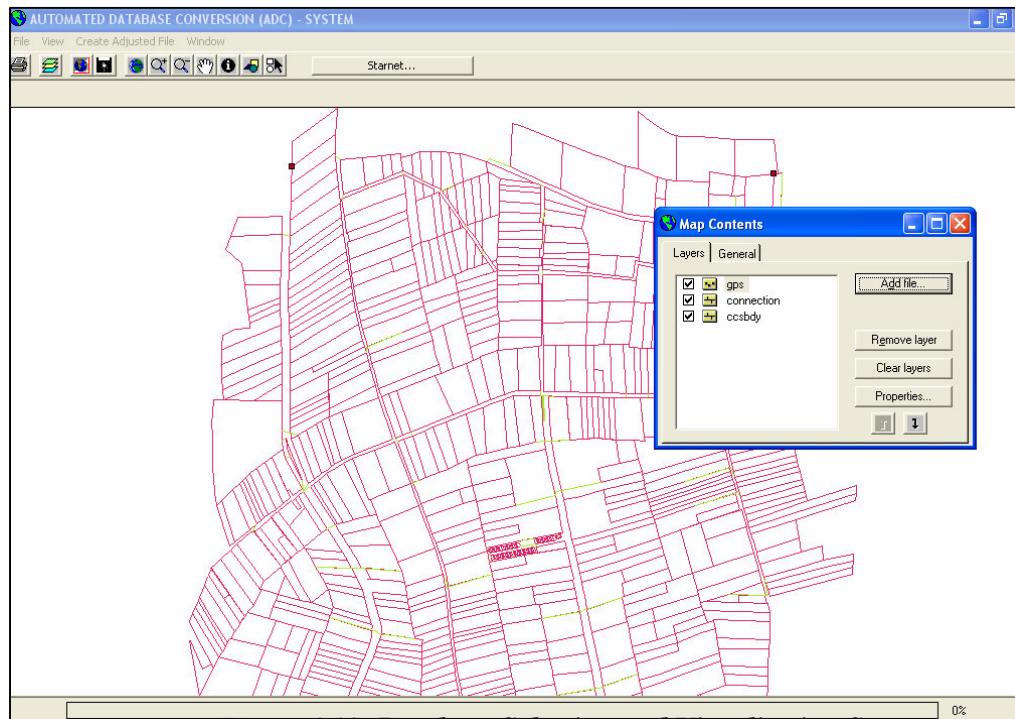 AUTOMATED DATABASE CONVERSION (ADC) - SYSTEM
File View Create Adjusted File Window
Starnet...
Map Contents
Layers General
gps
connection
ccsbdy
Add file...
Remove layer
Clear layers
Properties...
0%